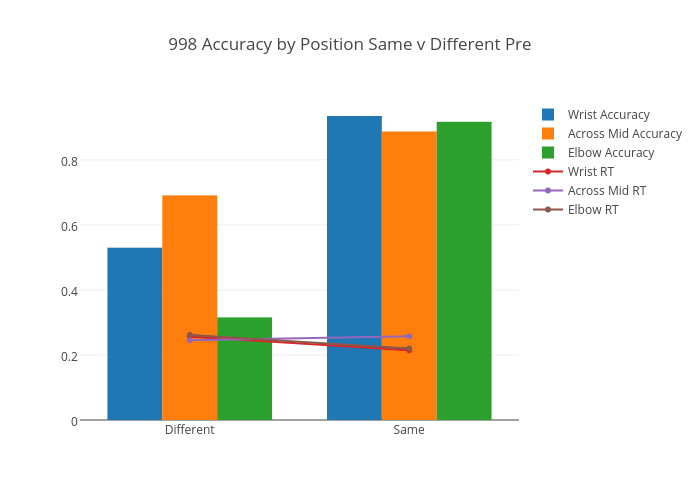 998 Accuracy by Position Same v Different Pre
Wrist Accuracy
Across Mid Accuracy
Elbow Accuracy
Wrist RT
Across Mid RT
Elbow RT
0.8
0.6
0.4
0.2
0
Different
Same